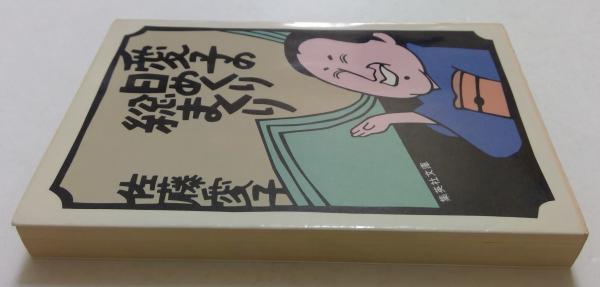 愛子の
日めくり
総まくり
佐藤愛子
集英社文庫